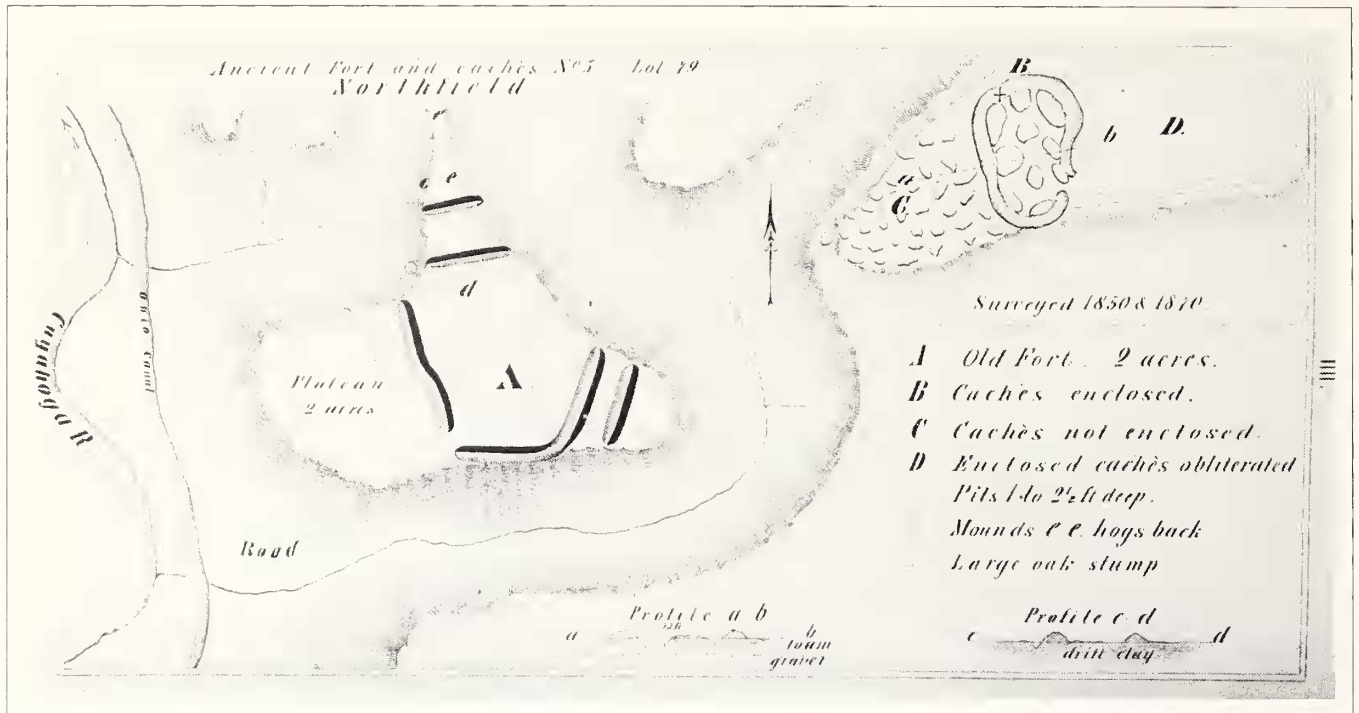 Ancient Fort and cachès No 5 Lot 79
Northfield
B
b
D.
c e
a
C
d
Surveyed 1850 & 1870.
Cuyahoga R
Ohio Canal
Plateau
2 acres
A
A Old Fort. 2 acres.
B Cachès enclosed.
C Cachès not enclosed.
D Enclosed cachès obliterated
Pits 1 to 2½ ft deep.
Mounds e e. hogs back
Large oak stump
Road
Profile a b
a
b
loam
gravel
Profile c d
c
d
drift clay